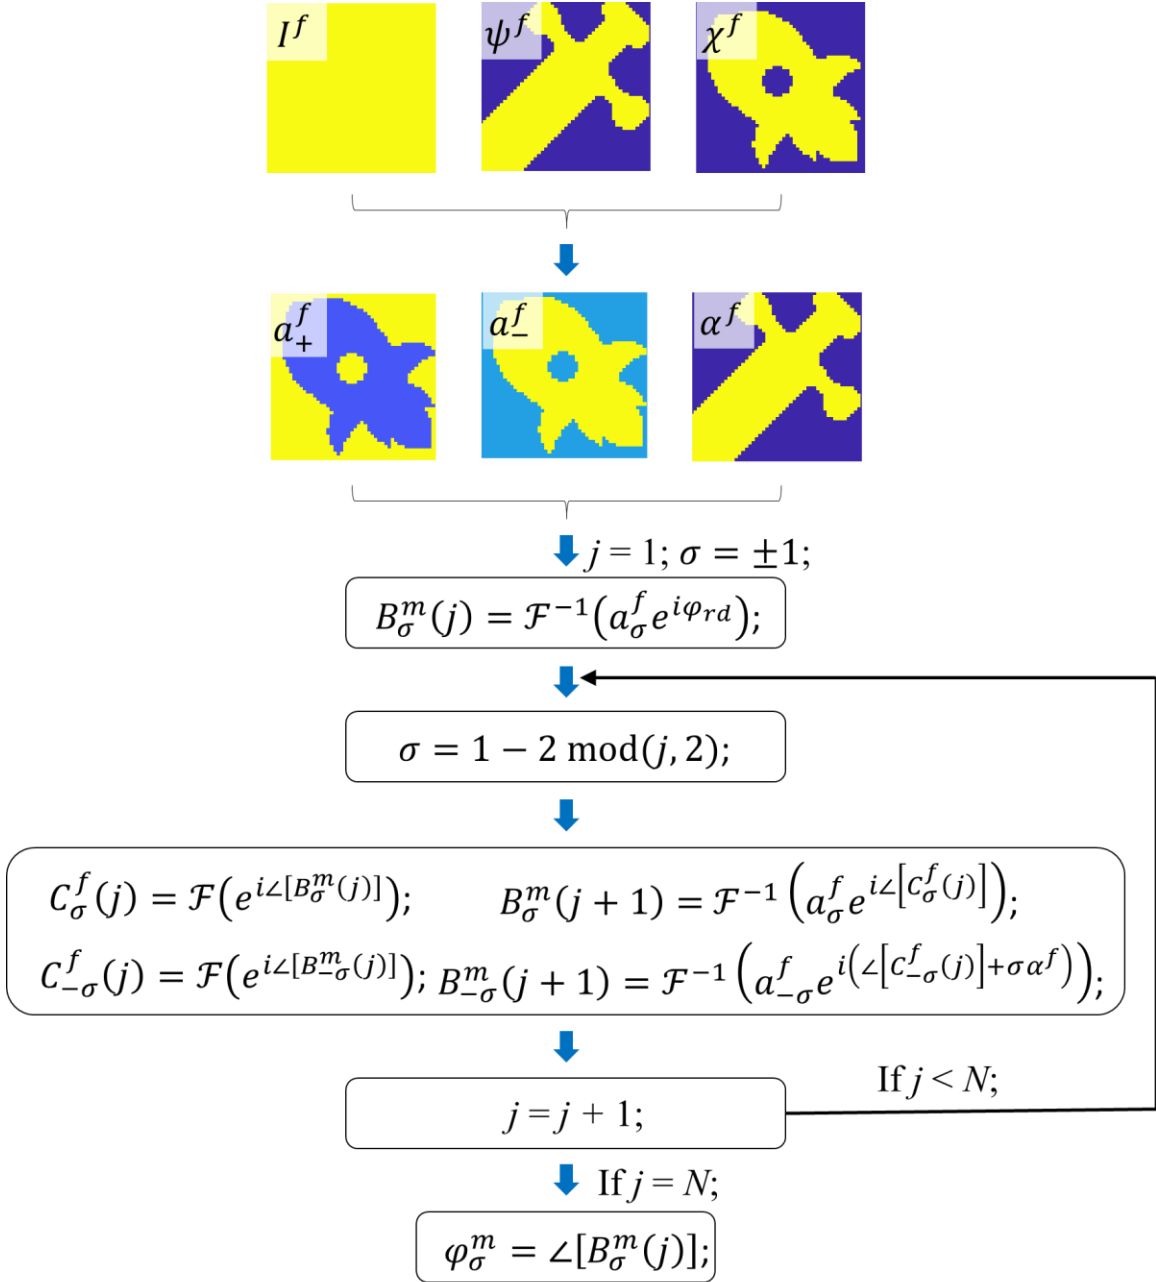 I^f ψ^f χ^f
a_+^f a_-^f α^f
j = 1; σ = ±1;
B_σ^m(j) = ℱ^{-1}(a_σ^f e^{iφ_{rd}});
σ = 1 − 2 mod(j, 2);
C_σ^f(j) = ℱ(e^{i∠[B_σ^m(j)]}); B_σ^m(j + 1) = ℱ^{-1}(a_σ^f e^{i∠[C_σ^f(j)]});
C_{-σ}^f(j) = ℱ(e^{i∠[B_{-σ}^m(j)]}); B_{-σ}^m(j + 1) = ℱ^{-1}(a_{-σ}^f e^{i(∠[C_{-σ}^f(j)]+σα^f)});
If j < N;
j = j + 1;
If j = N;
φ_σ^m = ∠[B_σ^m(j)];